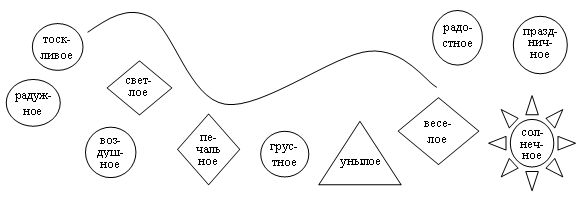 тоск-
ливое
радуж-
ное
свет-
лое
воз-
душ-
ное
пе-
чаль
ное
грус-
тное
унылое
радо-
стное
празд-
нич-
ное
весе-
лое
сол-
неч-
ное